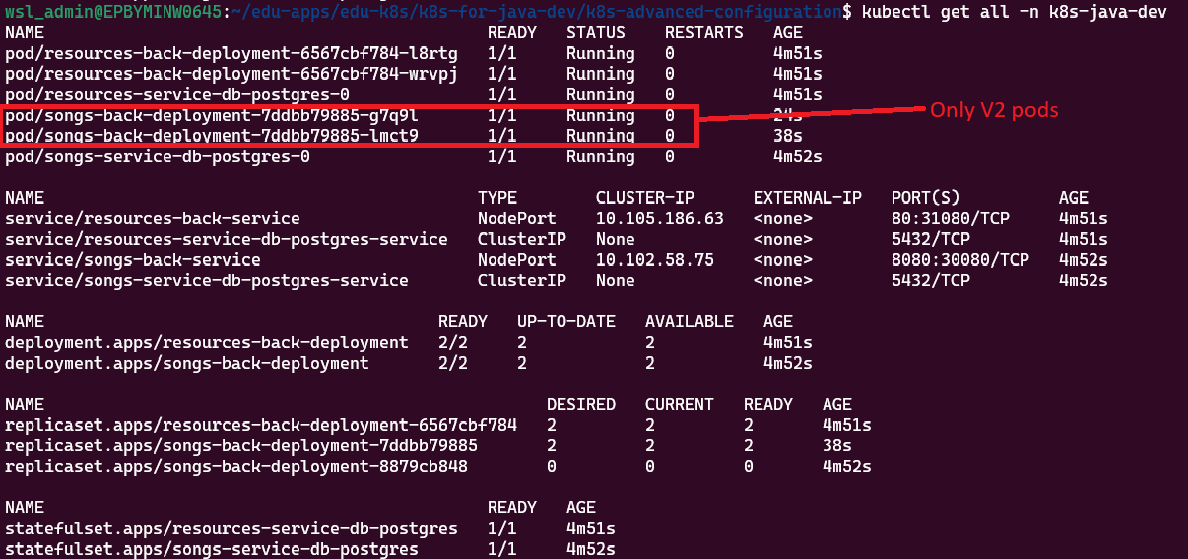 wsl_admin@EPBYMINW0645:~/edu-apps/edu-k8s/k8s-for-java-dev/k8s-advanced-configuration$ kubectl get all -n k8s-java-dev
NAME READY STATUS RESTARTS AGE
pod/resources-back-deployment-6567cbf784-l8rtg 1/1 Running 0 4m51s
pod/resources-back-deployment-6567cbf784-wrvpj 1/1 Running 0 4m51s
pod/resources-service-db-postgres-0 1/1 Running 0 4m51s
pod/songs-back-deployment-7ddbb79885-g7q9l 1/1 Running 0 24s
Only V2 pods
pod/songs-back-deployment-7ddbb79885-lmct9 1/1 Running 0 38s
pod/songs-service-db-postgres-0 1/1 Running 0 4m52s
NAME TYPE CLUSTER-IP EXTERNAL-IP PORT(S) AGE
service/resources-back-service NodePort 10.105.186.63 <none> 80:31080/TCP 4m51s
service/resources-service-db-postgres-service ClusterIP None <none> 5432/TCP 4m51s
service/songs-back-service NodePort 10.102.58.75 <none> 8080:30080/TCP 4m52s
service/songs-service-db-postgres-service ClusterIP None <none> 5432/TCP 4m52s
NAME READY UP-TO-DATE AVAILABLE AGE
deployment.apps/resources-back-deployment 2/2 2 2 4m51s
deployment.apps/songs-back-deployment 2/2 2 2 4m52s
NAME DESIRED CURRENT READY AGE
replicaset.apps/resources-back-deployment-6567cbf784 2 2 2 4m51s
replicaset.apps/songs-back-deployment-7ddbb79885 2 2 2 38s
replicaset.apps/songs-back-deployment-8879cb848 0 0 0 4m52s
NAME READY AGE
statefulset.apps/resources-service-db-postgres 1/1 4m51s
statefulset.apps/songs-service-db-postgres 1/1 4m52s